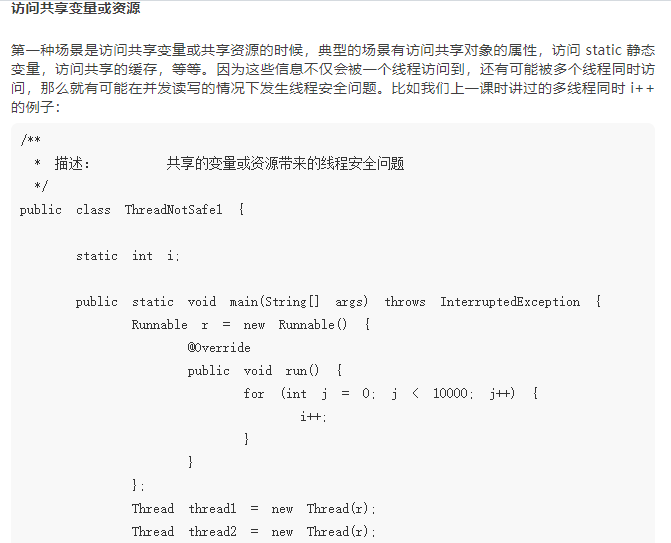 访问共享变量或资源
第一种场景是访问共享变量或共享资源的时候，典型的场景有访问共享对象的属性，访问 static 静态
变量，访问共享的缓存，等等。因为这些信息不仅会被一个线程访问到，还有可能被多个线程同时访
问，那么就有可能在并发读写的情况下发生线程安全问题。比如我们上一课时讲过的多线程同时 i++
的例子：
/**
 * 描述：     共享的变量或资源带来的线程安全问题
 */
public class ThreadNotSafe1 {
    static int i;
    public static void main(String[] args) throws InterruptedException {
        Runnable r = new Runnable() {
            @Override
            public void run() {
                for (int j = 0; j < 10000; j++) {
                    i++;
                }
            }
        };
        Thread thread1 = new Thread(r);
        Thread thread2 = new Thread(r);